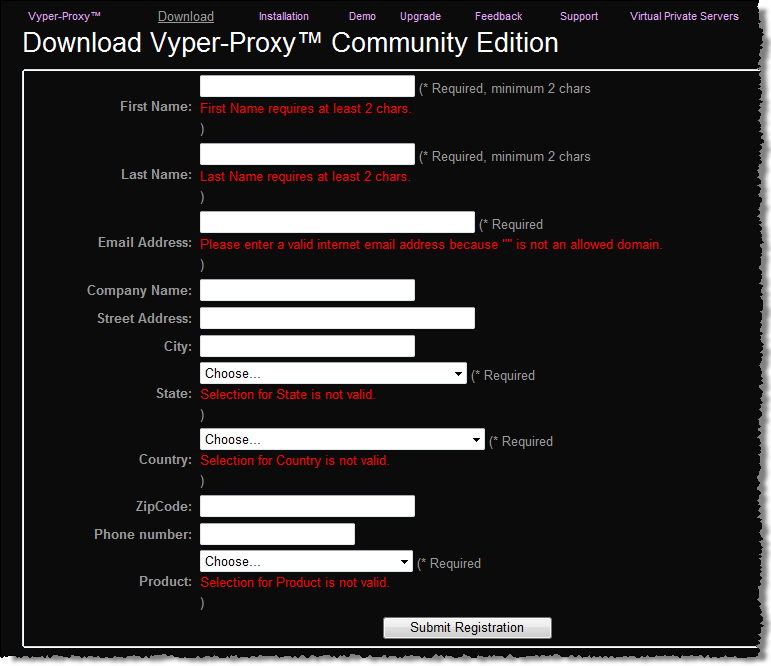 Vyper-Proxy™ Download Installation Demo Upgrade Feedback Support Virtual Private Servers
Download Vyper-Proxy™ Community Edition
(* Required, minimum 2 chars
First Name: First Name requires at least 2 chars.
)
(* Required, minimum 2 chars
Last Name: Last Name requires at least 2 chars.
)
(* Required
Email Address: Please enter a valid internet email address because "" is not an allowed domain.
)
Company Name:
Street Address:
City:
Choose... (* Required
State: Selection for State is not valid.
)
Choose... (* Required
Country: Selection for Country is not valid.
)
ZipCode:
Phone number:
Choose... (* Required
Product: Selection for Product is not valid.
)
Submit Registration